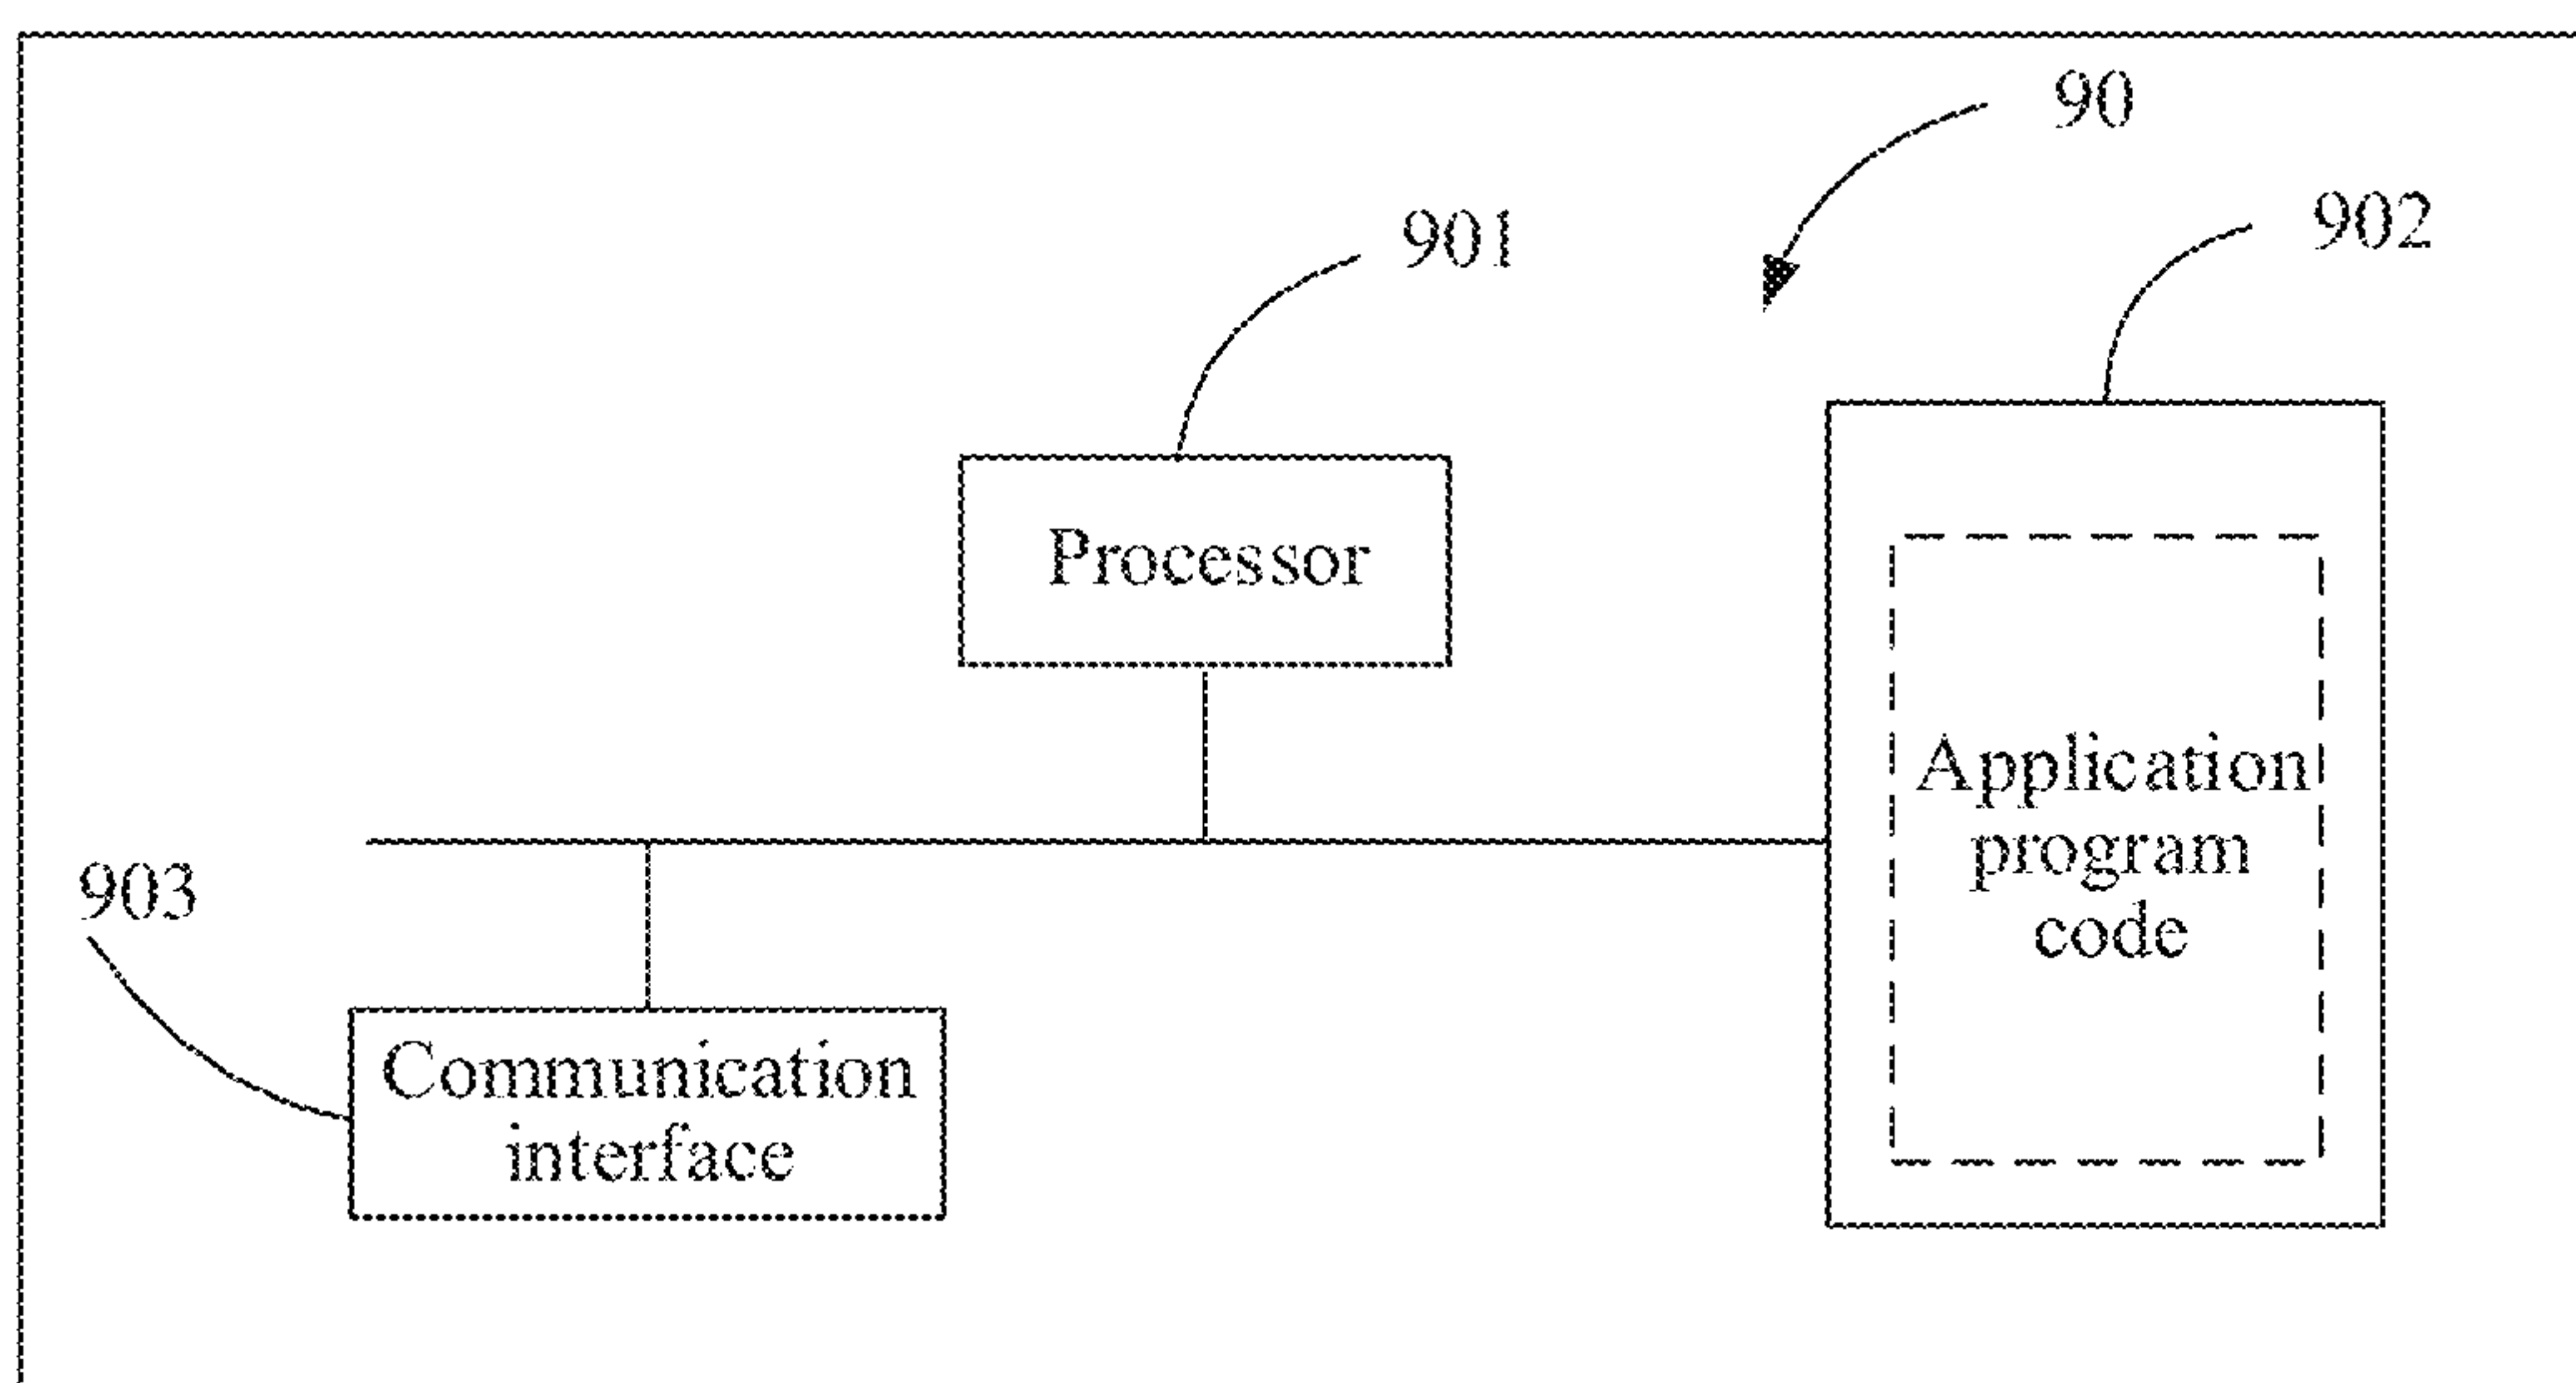 90
901
902
Processor
Application
program
code
903
Communication
interface